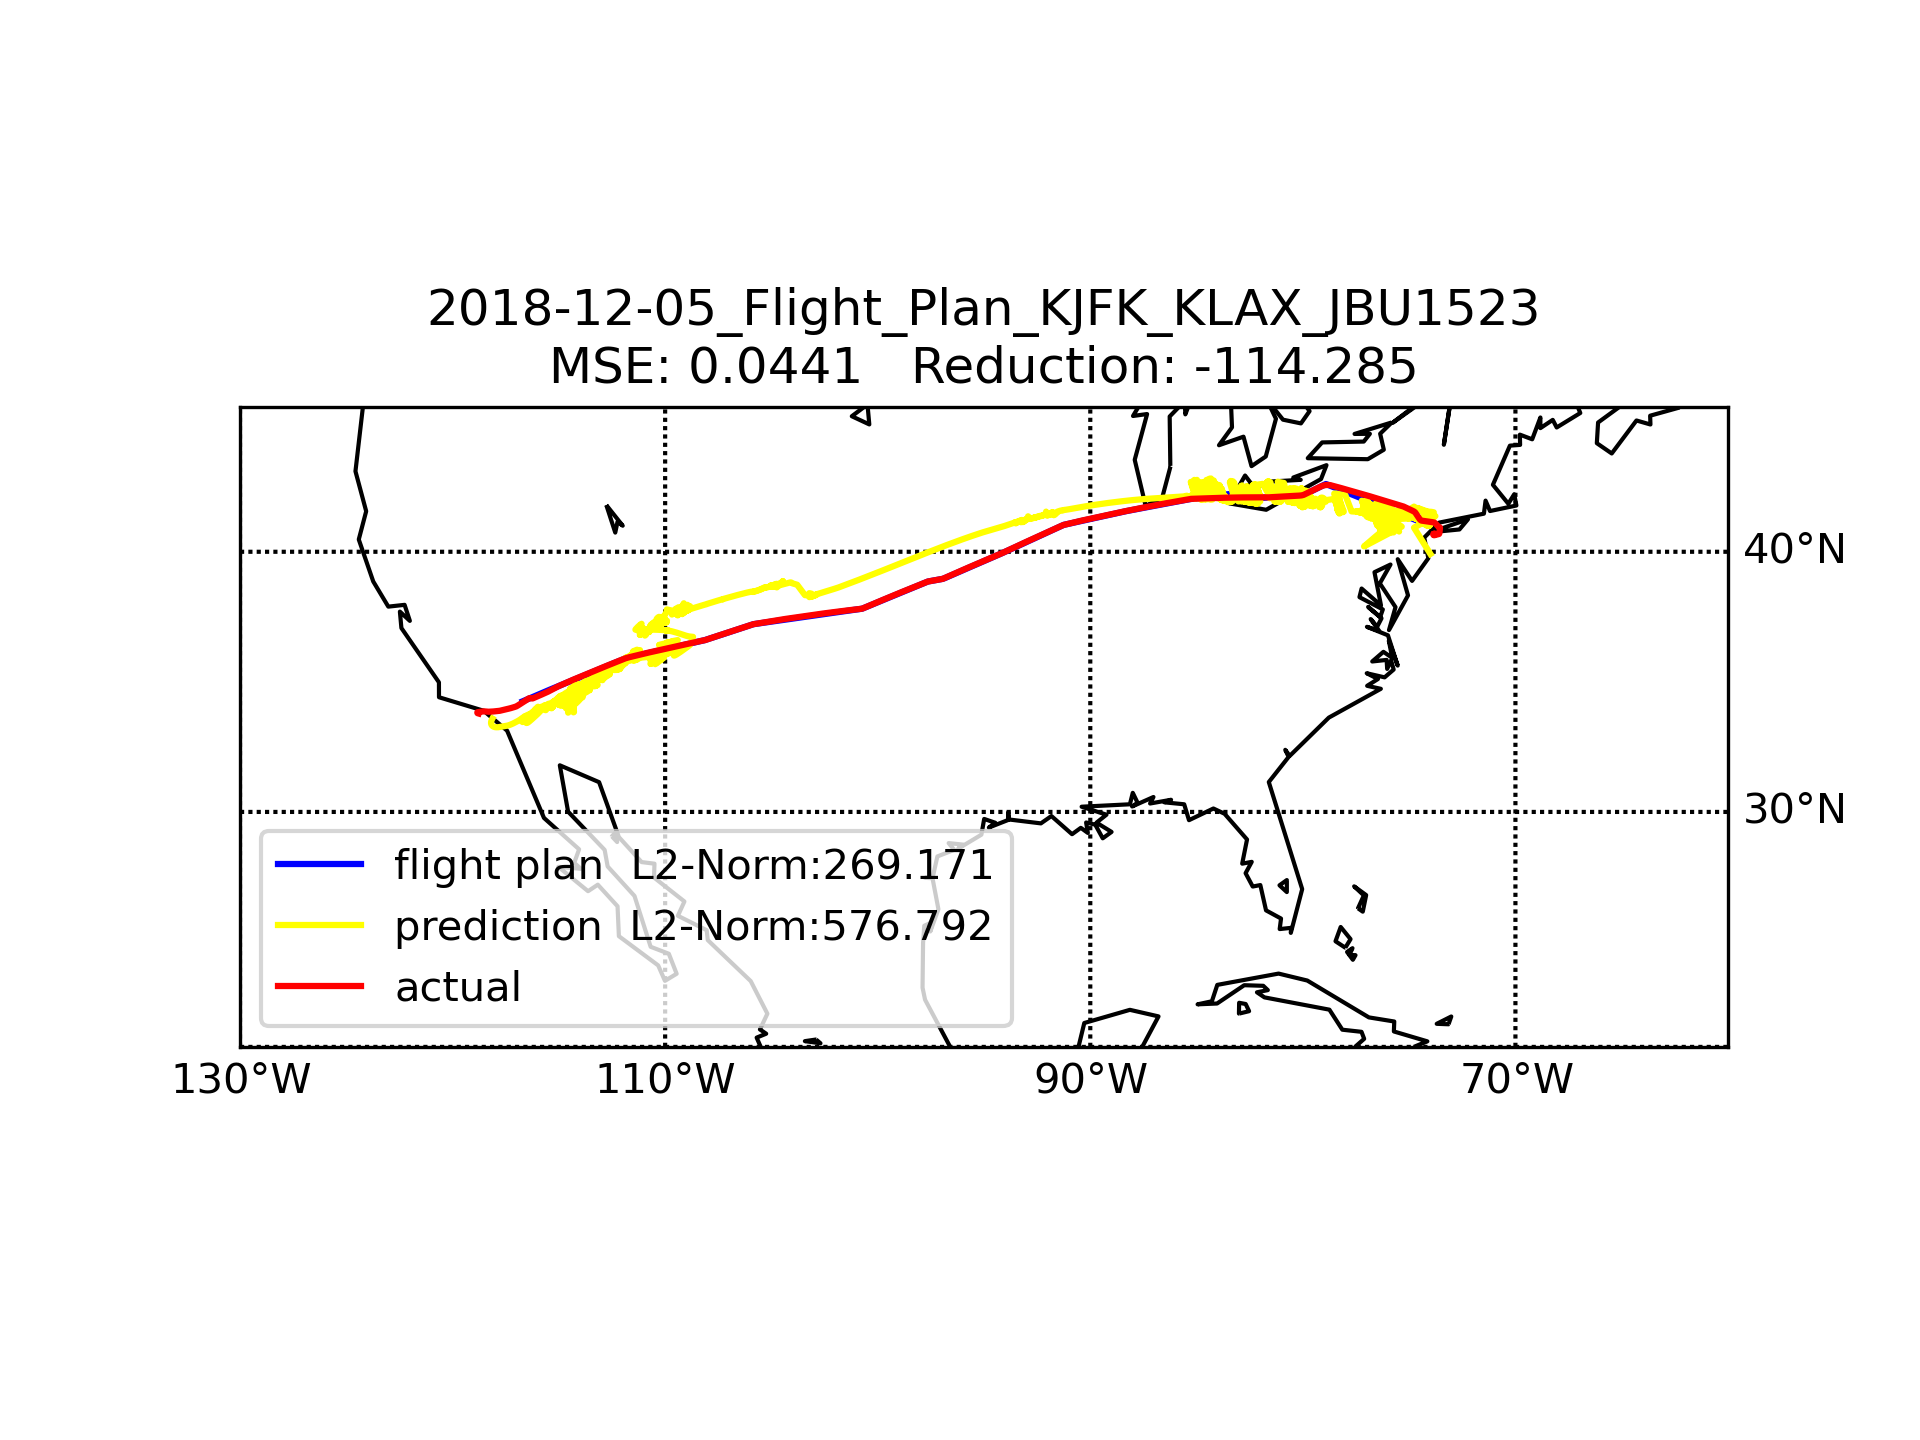 2018-12-05_Flight_Plan_KJFK_KLAX_JBU1523
MSE: 0.0441   Reduction: -114.285
40°N
30°N
flight plan  L2-Norm:269.171
prediction  L2-Norm:576.792
actual
130°W 110°W 90°W 70°W